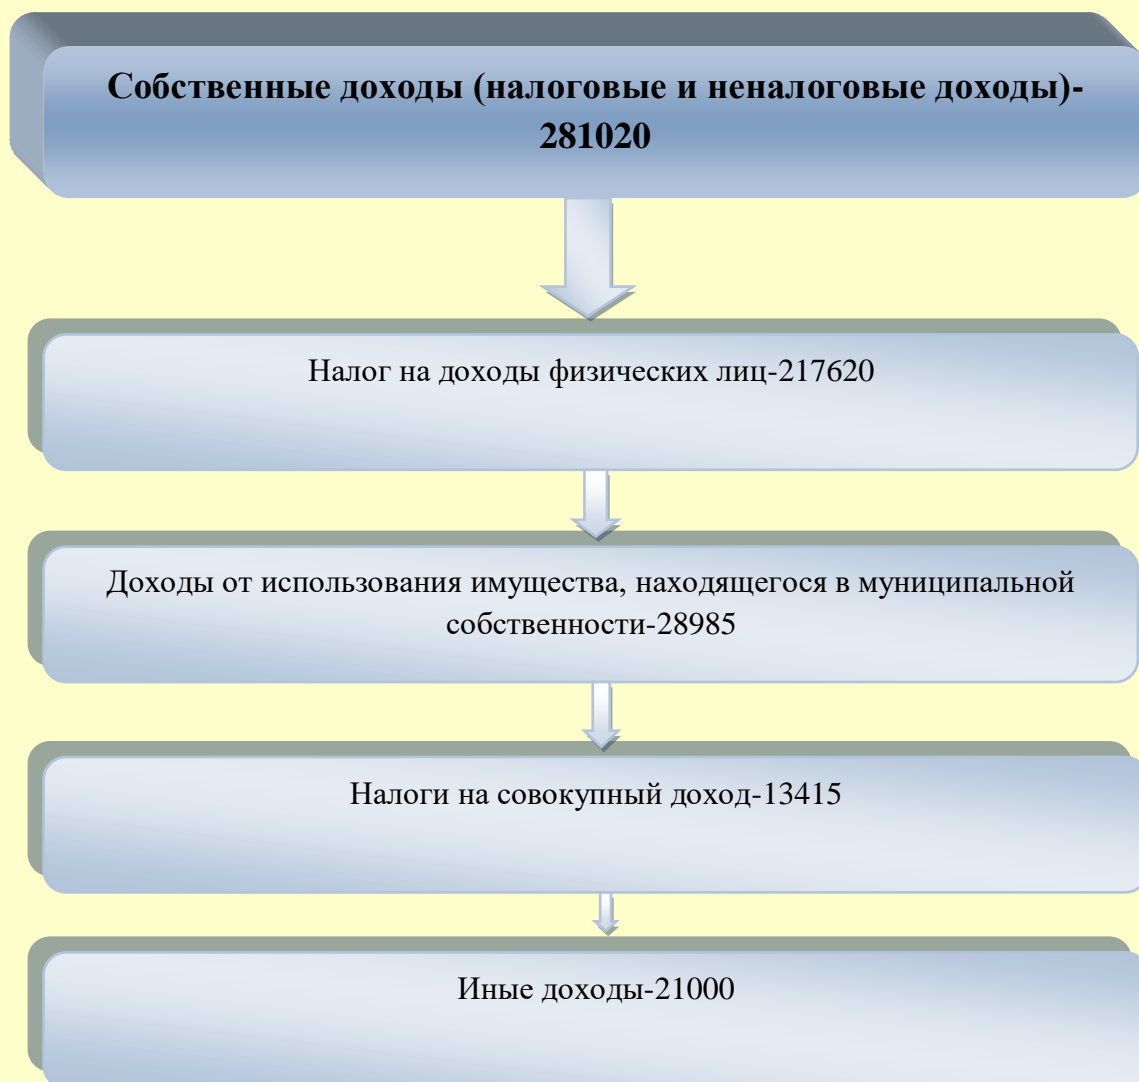 Собственные доходы (налоговые и неналоговые доходы)-
281020
Налог на доходы физических лиц-217620
Доходы от использования имущества, находящегося в муниципальной
собственности-28985
Налоги на совокупный доход-13415
Иные доходы-21000